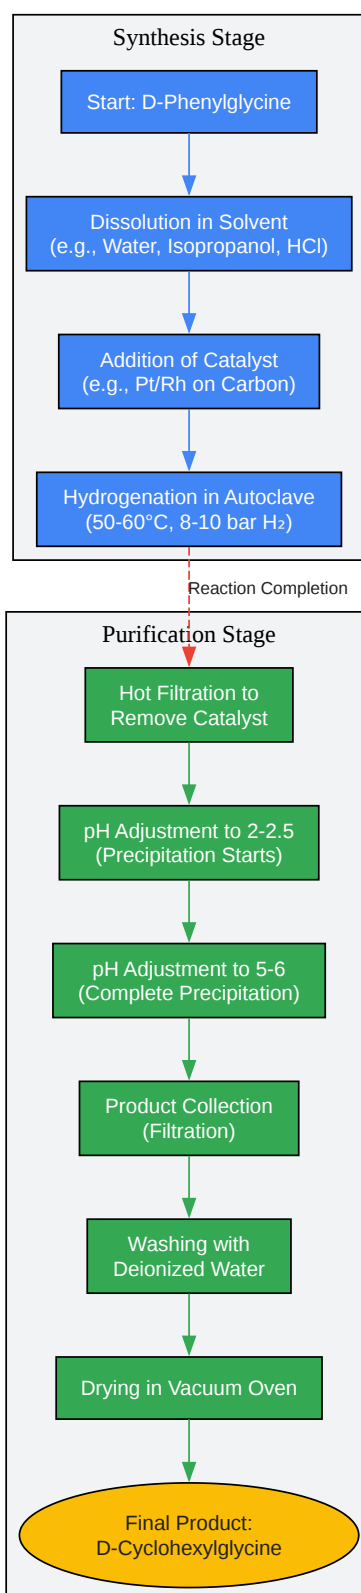 Synthesis Stage
Start: D-Phenylglycine
Dissolution in Solvent
(e.g., Water, Isopropanol, HCl)
Addition of Catalyst
(e.g., Pt/Rh on Carbon)
Hydrogenation in Autoclave
(50-60°C, 8-10 bar H₂)
Reaction Completion
Purification Stage
Hot Filtration to
Remove Catalyst
pH Adjustment to 2-2.5
(Precipitation Starts)
pH Adjustment to 5-6
(Complete Precipitation)
Product Collection
(Filtration)
Washing with
Deionized Water
Drying in Vacuum Oven
Final Product:
D-Cyclohexylglycine